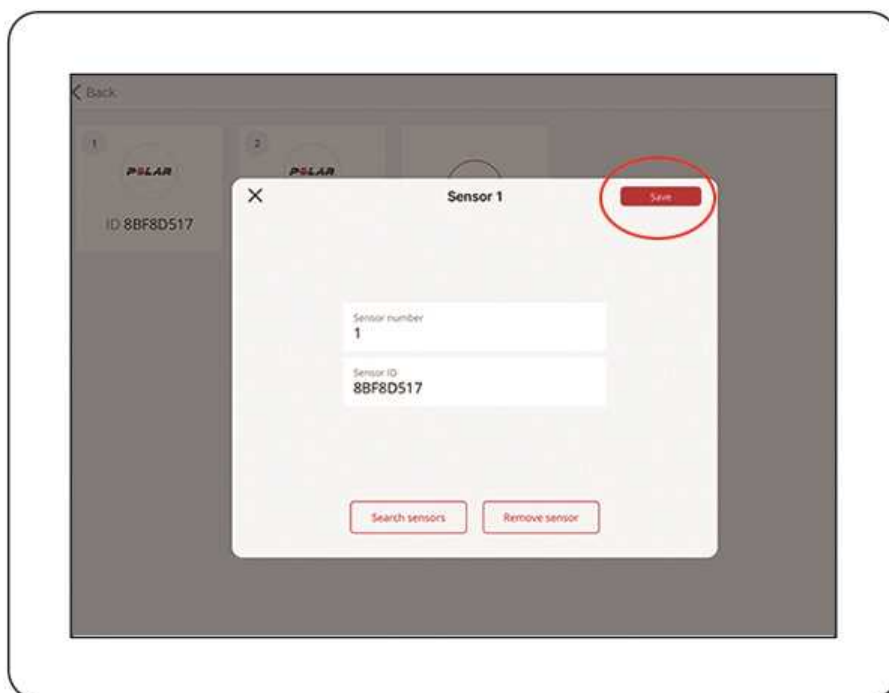 Back
1
2
POLAR
POLAR
ID 8BF8D517
Sensor 1
Save
Sensor number
1
Sensor ID
8BF8D517
Search sensors
Remove sensor